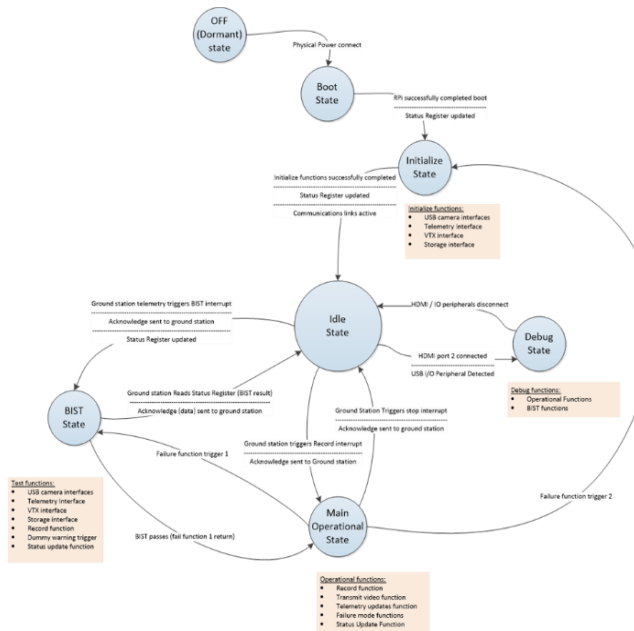 OFF
(Dormant)
state
Physical Power connect
Boot
State
RPi successfully completed boot
Status Register updated
Initialize
State
Initialize functions successfully completed
Status Register updated
Communications links active
Initialize functions:
• USB camera interfaces
• Telemetry Interface
• VTX interface
• Storage interface
Ground station telemetry triggers BIST interrupt
Acknowledge sent to ground station
Status Register updated
Idle
State
HDMI / IO peripherals disconnect
Debug
State
HDMI port 2 connected
USB I/O Peripheral Detected
Debug functions:
• Operational Functions
• BIST functions
BIST
State
Ground station Reads Status Register (BIST result)
Acknowledge (data) sent to ground station
Ground Station Triggers stop interrupt
Acknowledge sent to ground station
Ground station triggers Record interrupt
Acknowledge sent to Ground station
Failure function trigger 1
Failure function trigger 2
Test functions:
• USB camera interfaces
• Telemetry Interface
• VTX interface
• Storage interface
• Record function
• Dummy warning trigger
• Status update function
BIST passes (fail function 1 return)
Main
Operational
State
Operational functions:
• Record function
• Transmit video function
• Telemetry updates function
• Failure mode functions
• Status Update Function